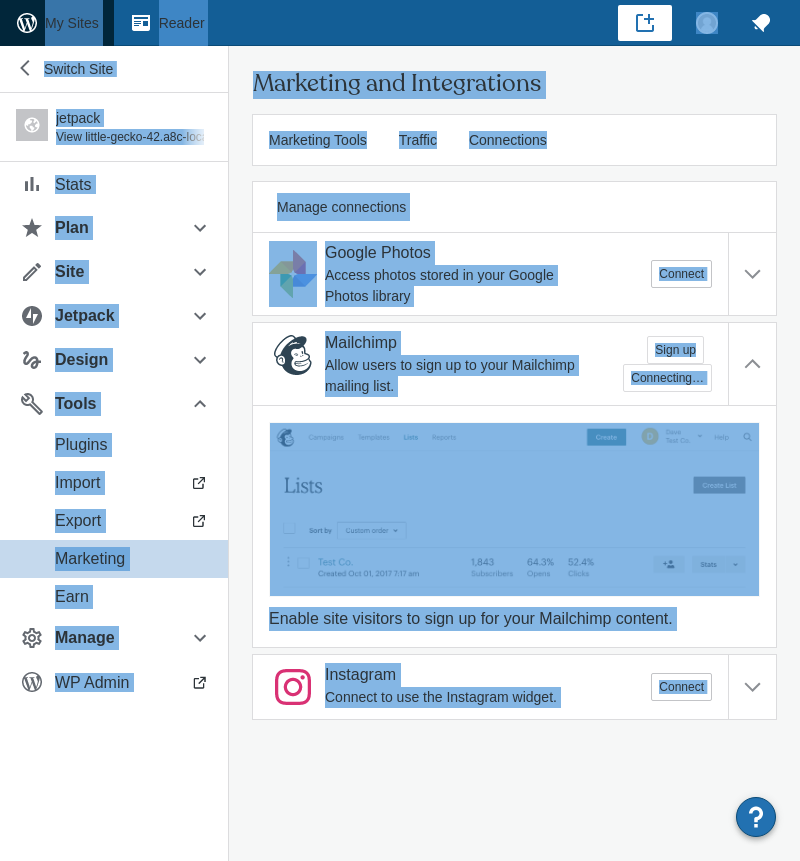 My Sites
Reader
Switch Site
jetpack
View little-gecko-42.a8c-loca
Stats
Plan
Site
Jetpack
Design
Tools
Plugins
Import
Export
Marketing
Earn
Manage
WP Admin
Marketing and Integrations
Marketing Tools Traffic Connections
Manage connections
Google Photos
Access photos stored in your Google
Photos library
Connect
Mailchimp
Allow users to sign up to your Mailchimp
mailing list.
Sign up
Connecting…
Campaigns Templates Lists Reports Create Dave Help
Test Co.
Lists
Create List
Sort by Custom order
Test Co. 1,843 64.3% 52.4% Stats
Created Oct 01, 2017 7:17 am Subscribers Opens Clicks
Enable site visitors to sign up for your Mailchimp content.
Instagram
Connect to use the Instagram widget.
Connect
?